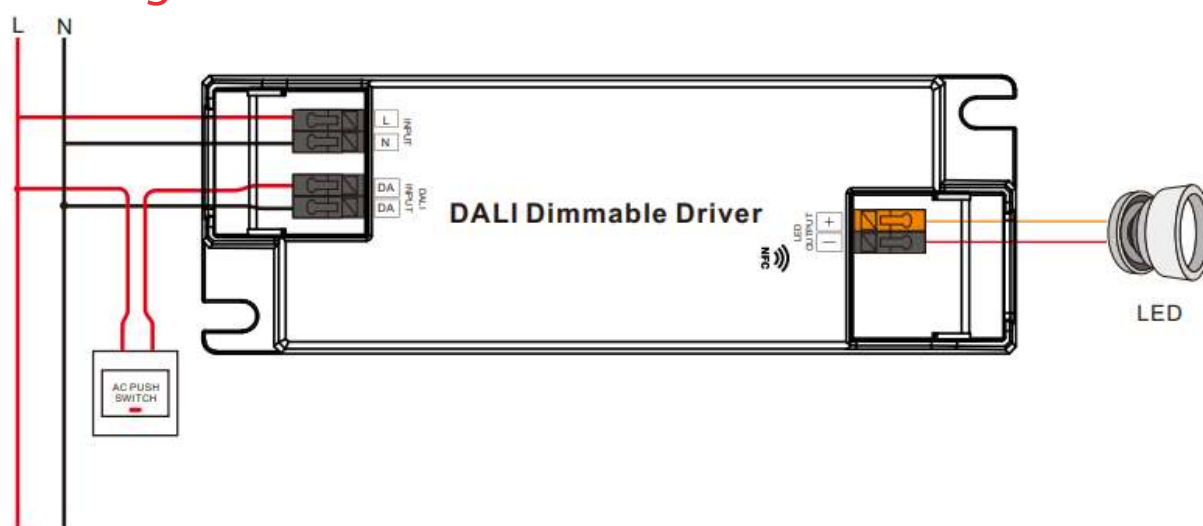 L N
L
N
INPUT
DA
DA
DALI
INPUT
DALI Dimmable Driver
NFC
LED
OUTPUT
+
—
LED
AC PUSH
SWITCH